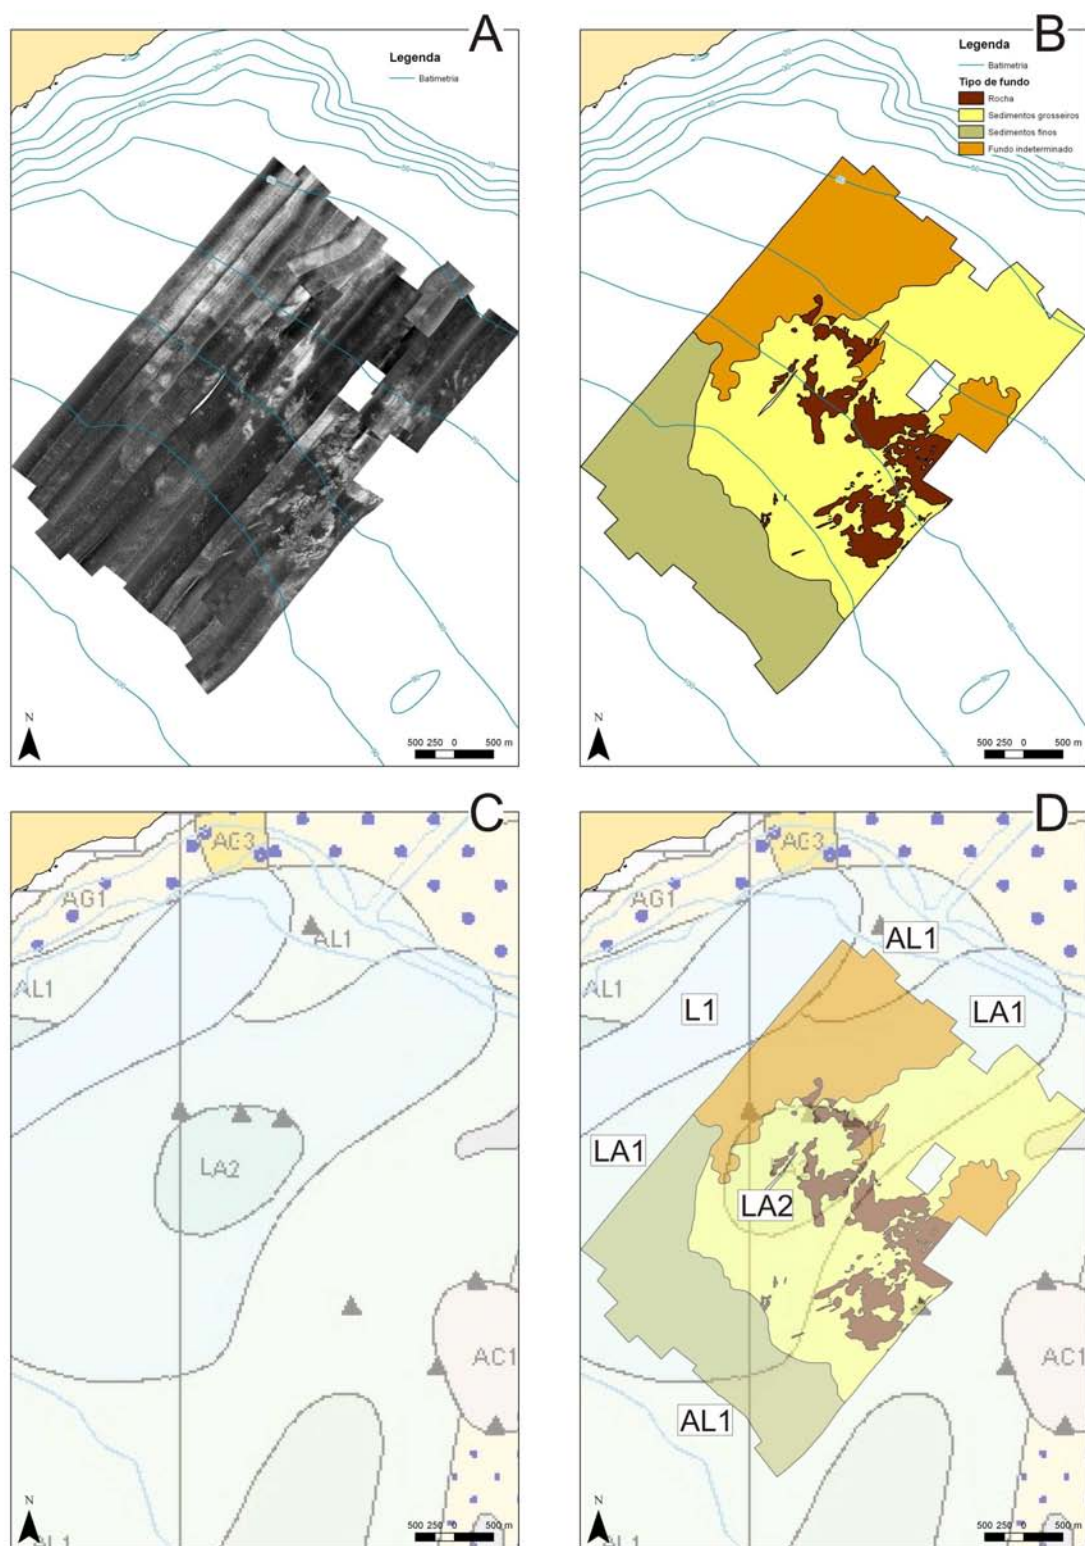 A
Legenda
Batimetria
N
500 250 0 500 m
B
Legenda
Batimetria
Tipo de fundo
Rocha
Sedimentos grosseiros
Sedimentos finos
Fundo indeterminado
N
500 250 0 500 m
C
AG3
AG1
AL1
AL1
LA2
AC1
N
AL1
500 250 0 500 m
D
AG3
AG1
AL1
AL1
L1
LA1
LA1
LA2
AC1
AL1
N
AL1
500 250 0 500 m